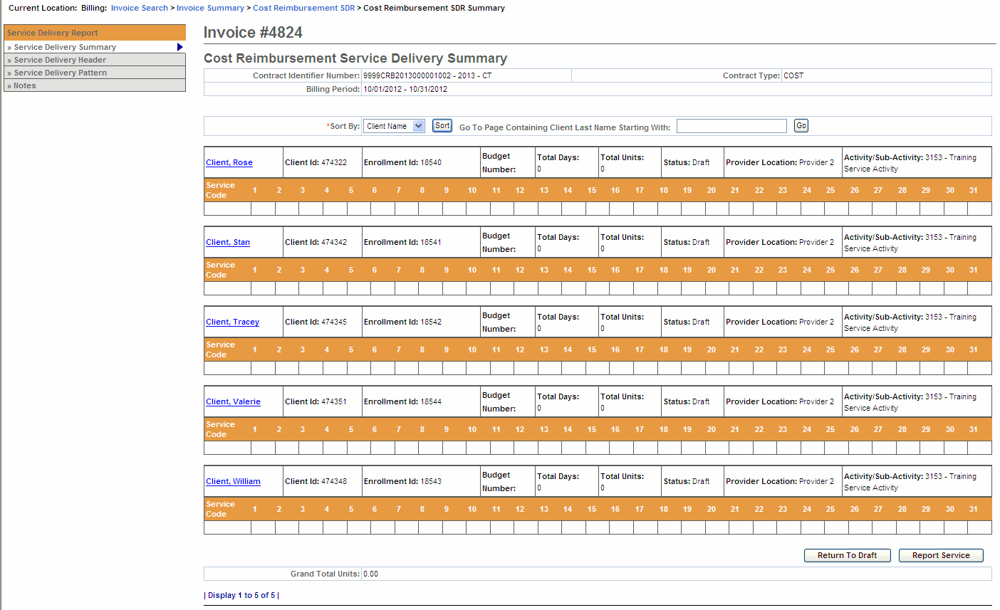 Current Location: Billing: Invoice Search > Invoice Summary > Cost Reimbursement SDR > Cost Reimbursement SDR Summary
Service Delivery Report
» Service Delivery Summary
» Service Delivery Header
» Service Delivery Pattern
» Notes
Invoice #4824
Cost Reimbursement Service Delivery Summary
Contract Identifier Number: 9999CRB2013000001002 - 2013 - CT Contract Type: COST
Billing Period: 10/01/2012 - 10/31/2012
*Sort By: Client Name Sort Go To Page Containing Client Last Name Starting With: Go
Client, Rose Client Id: 474322 Enrollment Id: 18540 Budget Number: Total Days: 0 Total Units: 0 Status: Draft Provider Location: Provider 2 Activity/Sub-Activity: 3153 - Training Service Activity
Service Code 1 2 3 4 5 6 7 8 9 10 11 12 13 14 15 16 17 18 19 20 21 22 23 24 25 26 27 28 29 30 31
Client, Stan Client Id: 474342 Enrollment Id: 18541 Budget Number: Total Days: 0 Total Units: 0 Status: Draft Provider Location: Provider 2 Activity/Sub-Activity: 3153 - Training Service Activity
Service Code 1 2 3 4 5 6 7 8 9 10 11 12 13 14 15 16 17 18 19 20 21 22 23 24 25 26 27 28 29 30 31
Client, Tracey Client Id: 474345 Enrollment Id: 18542 Budget Number: Total Days: 0 Total Units: 0 Status: Draft Provider Location: Provider 2 Activity/Sub-Activity: 3153 - Training Service Activity
Service Code 1 2 3 4 5 6 7 8 9 10 11 12 13 14 15 16 17 18 19 20 21 22 23 24 25 26 27 28 29 30 31
Client, Valerie Client Id: 474351 Enrollment Id: 18544 Budget Number: Total Days: 0 Total Units: 0 Status: Draft Provider Location: Provider 2 Activity/Sub-Activity: 3153 - Training Service Activity
Service Code 1 2 3 4 5 6 7 8 9 10 11 12 13 14 15 16 17 18 19 20 21 22 23 24 25 26 27 28 29 30 31
Client, William Client Id: 474348 Enrollment Id: 18543 Budget Number: Total Days: 0 Total Units: 0 Status: Draft Provider Location: Provider 2 Activity/Sub-Activity: 3153 - Training Service Activity
Service Code 1 2 3 4 5 6 7 8 9 10 11 12 13 14 15 16 17 18 19 20 21 22 23 24 25 26 27 28 29 30 31
Return To Draft Report Service
Grand Total Units: 0.00
| Display 1 to 5 of 5 |